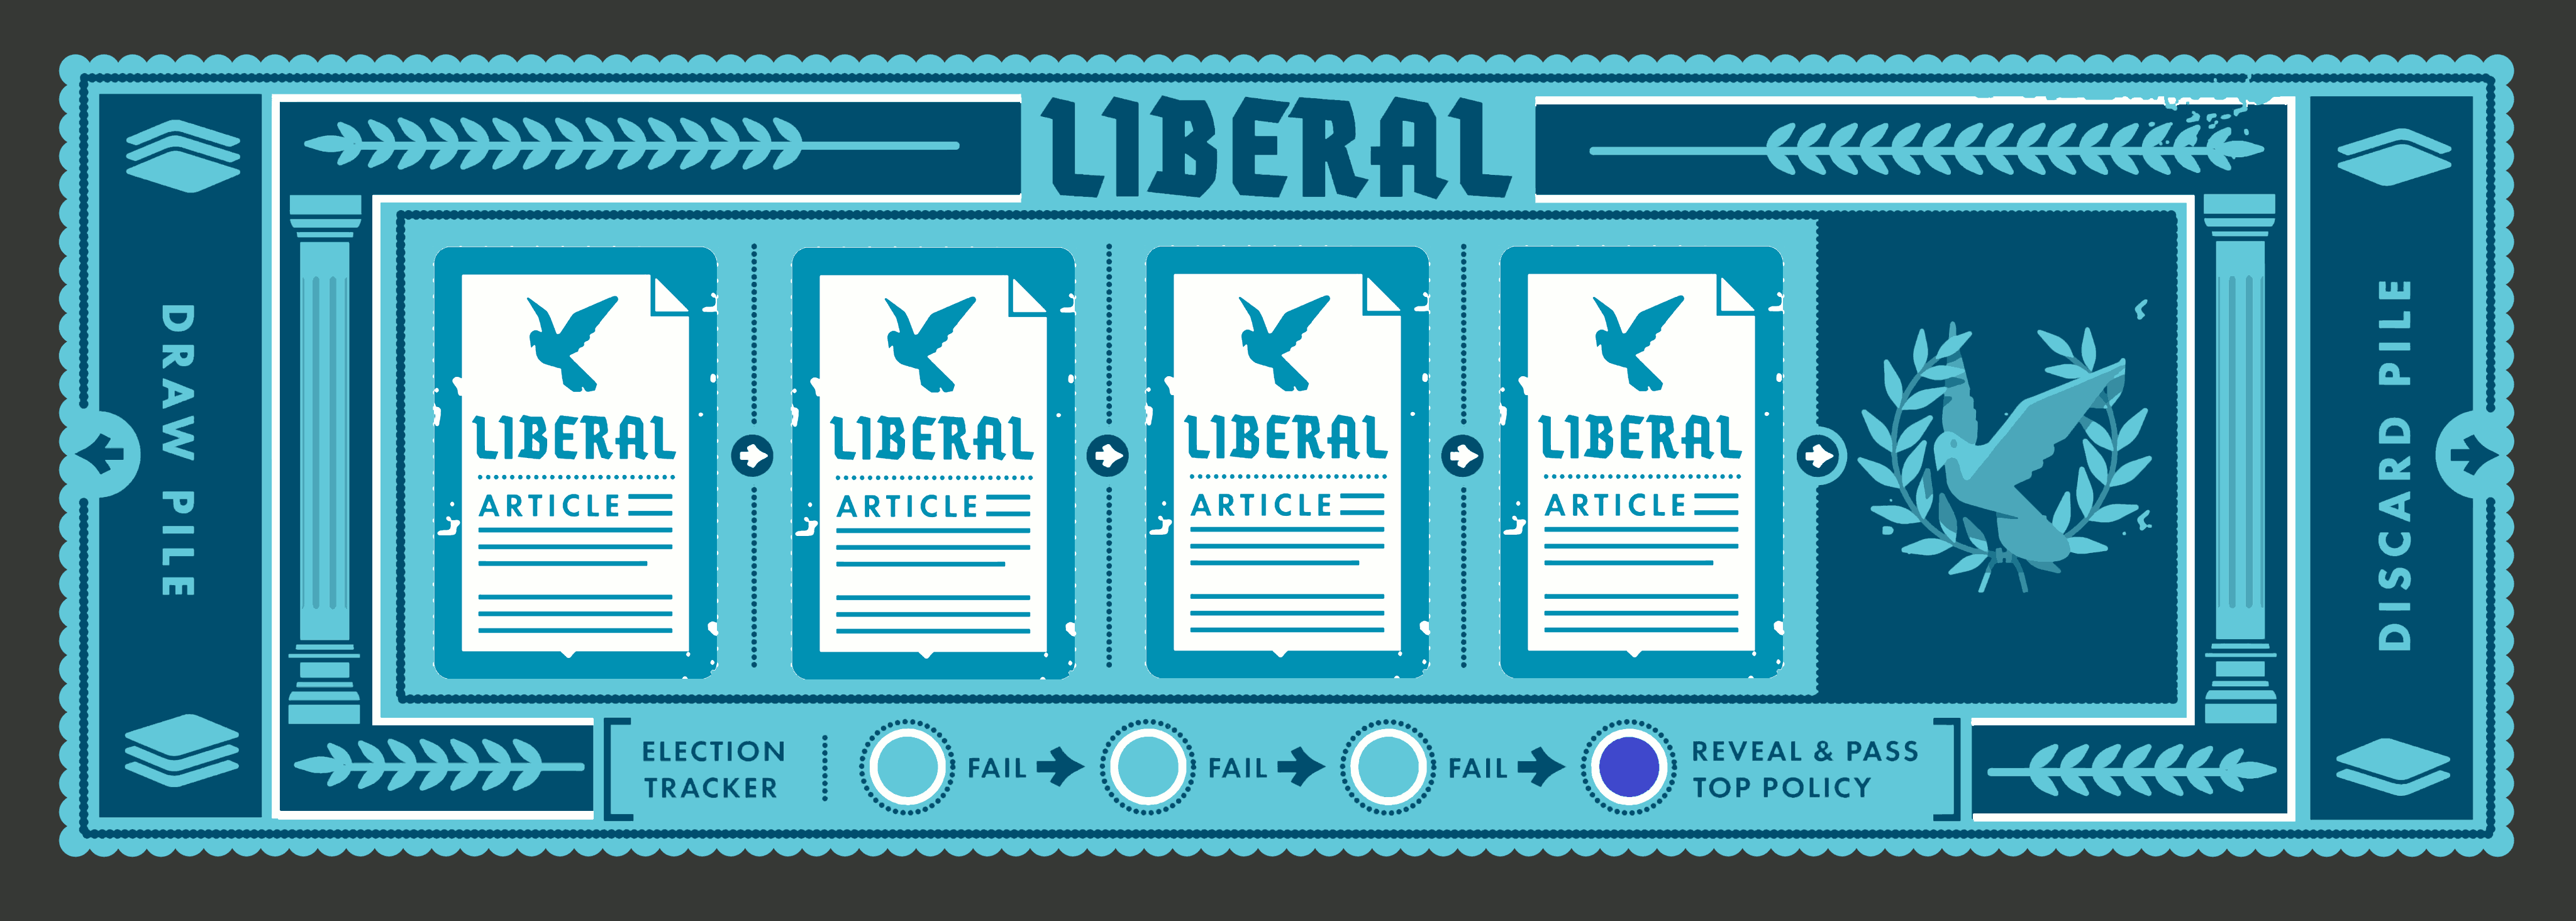 LIBERAL
DRAW PILE
LIBERAL
ARTICLE
LIBERAL
ARTICLE
LIBERAL
ARTICLE
LIBERAL
ARTICLE
DISCARD PILE
ELECTION
TRACKER
FAIL
FAIL
FAIL
REVEAL & PASS
TOP POLICY